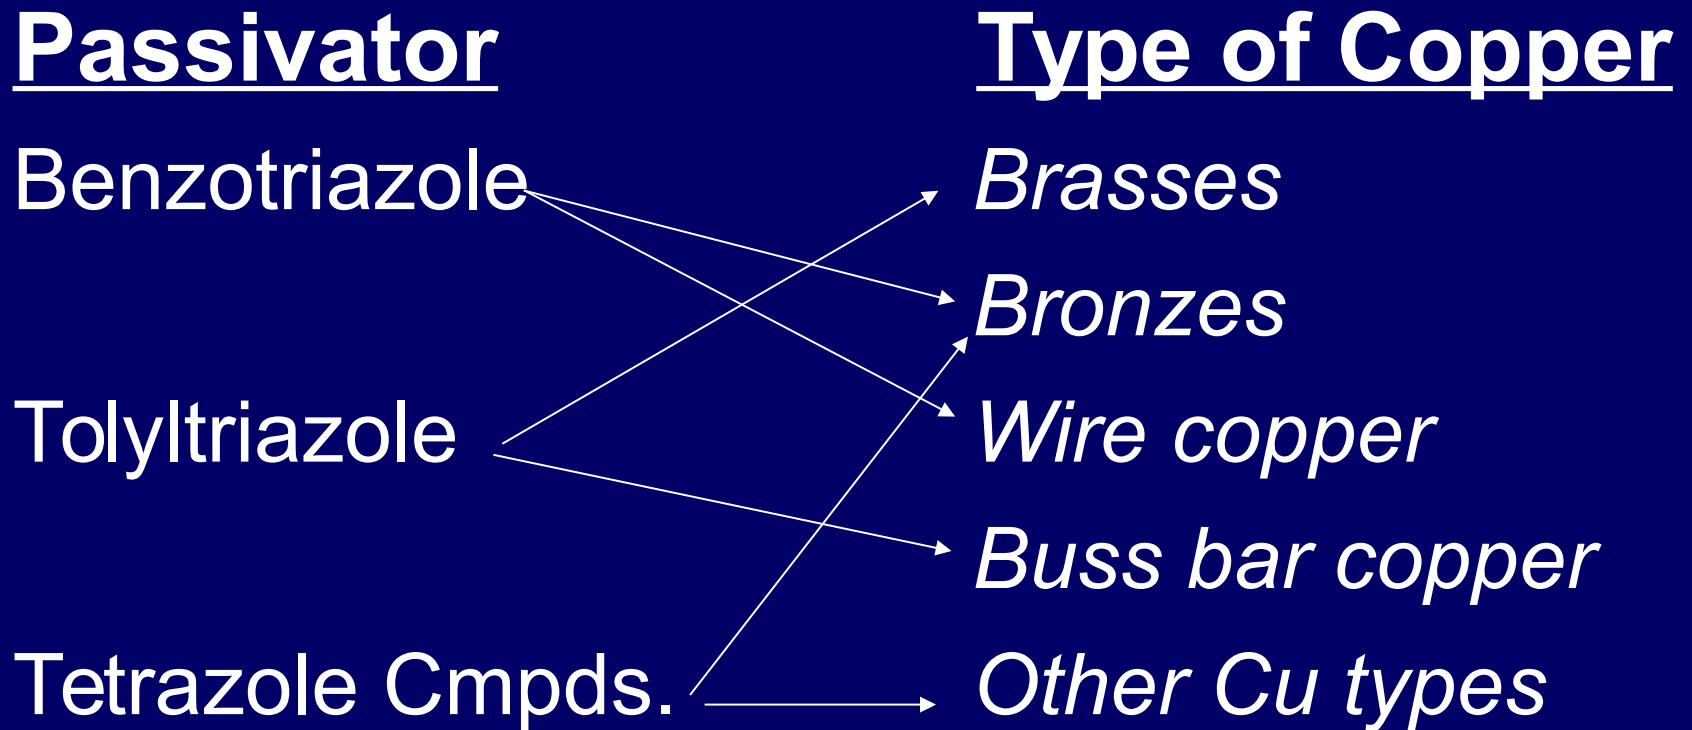 Passivator Type of Copper
Benzotriazole Brasses
Bronzes
Tolyltriazole Wire copper
Buss bar copper
Tetrazole Cmpds. Other Cu types